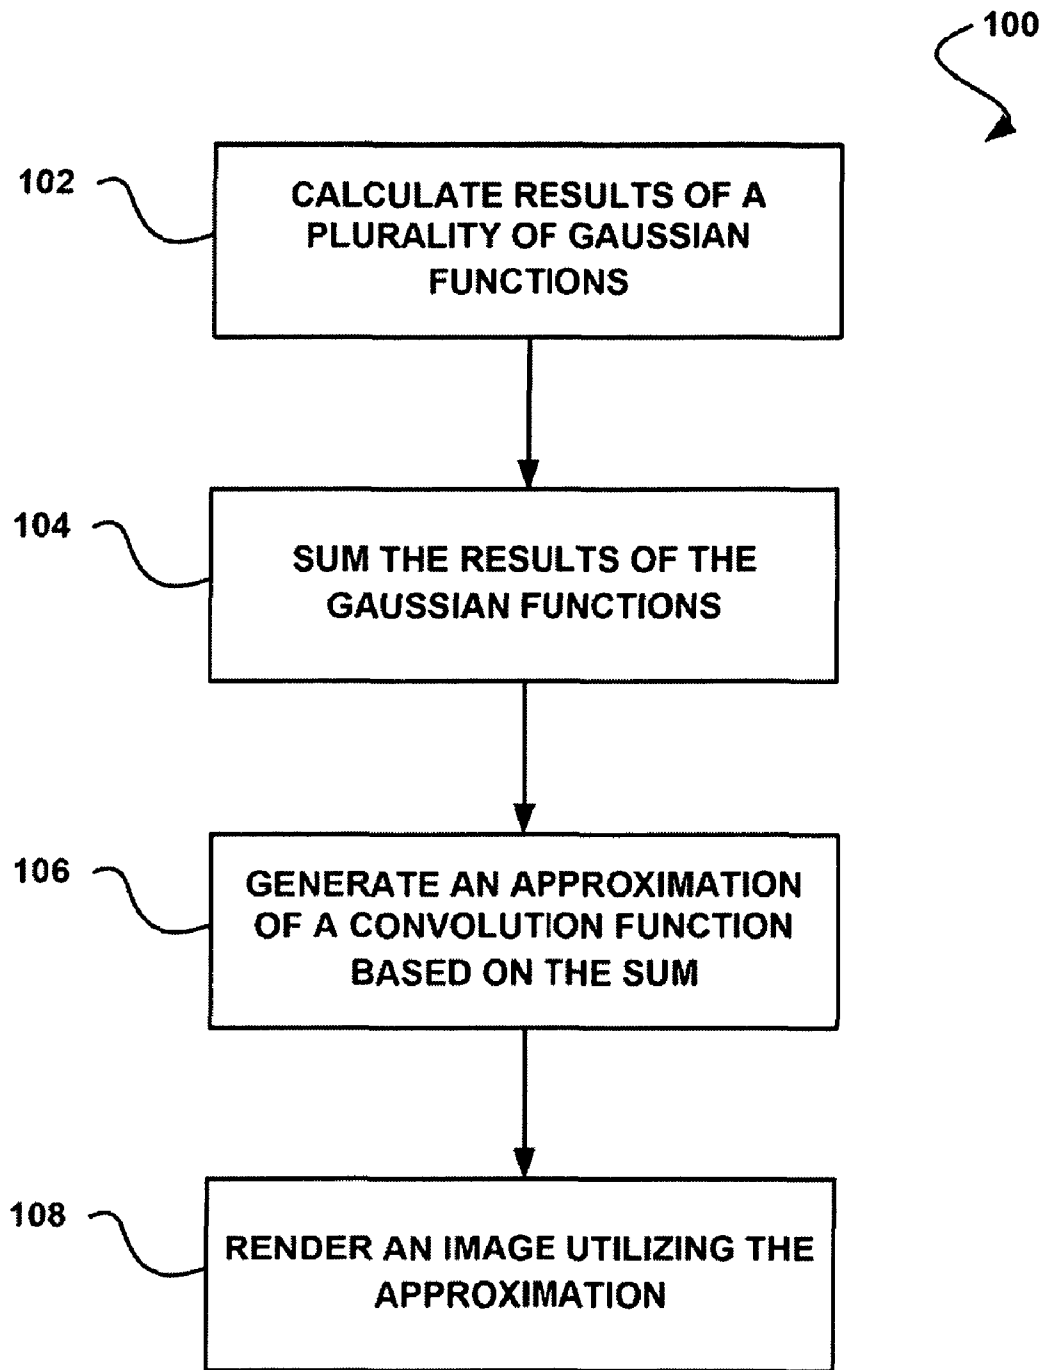 100
102
CALCULATE RESULTS OF A
PLURALITY OF GAUSSIAN
FUNCTIONS
104
SUM THE RESULTS OF THE
GAUSSIAN FUNCTIONS
106
GENERATE AN APPROXIMATION
OF A CONVOLUTION FUNCTION
BASED ON THE SUM
108
RENDER AN IMAGE UTILIZING THE
APPROXIMATION